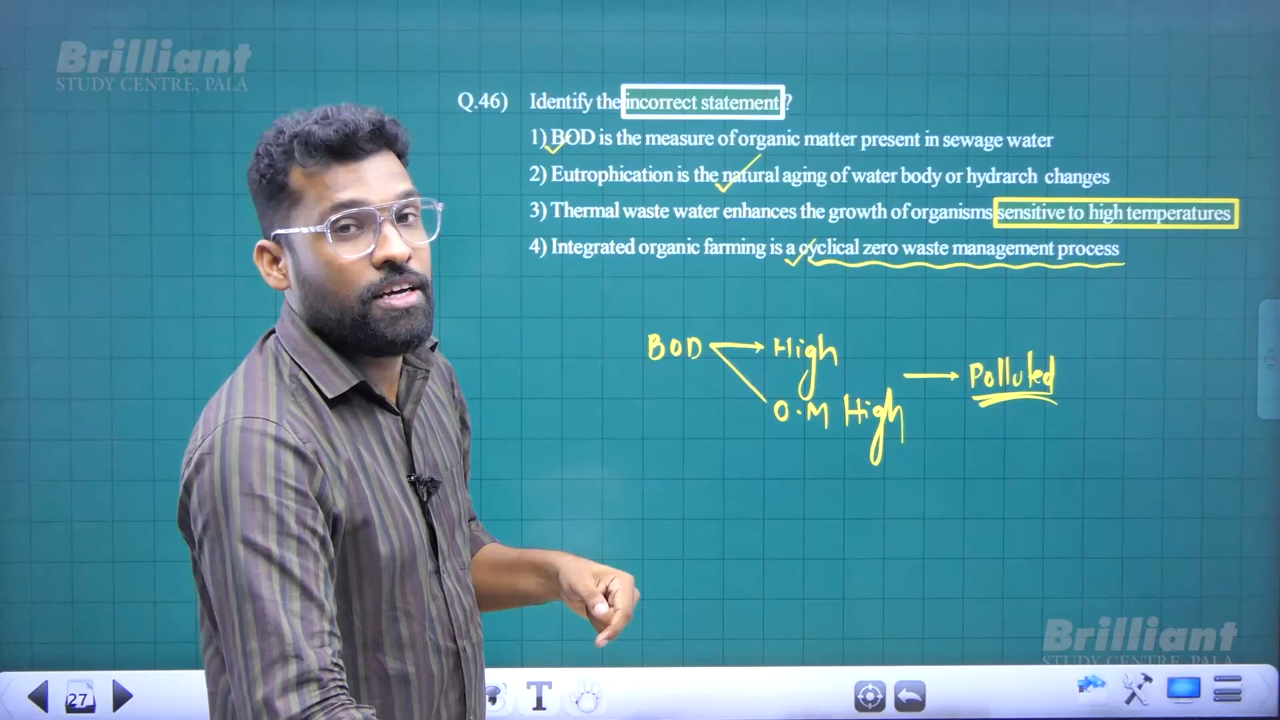 Brilliant
STUDY CENTRE, PALA
Q.46) Identify the incorrect statement ?
1) BOD is the measure of organic matter present in sewage water
2) Eutrophication is the natural aging of water body or hydrarch changes
3) Thermal waste water enhances the growth of organisms sensitive to high temperatures
4) Integrated organic farming is a cyclical zero waste management process
BOD → High
O.M High → Polluted
Brilliant
STUDY CENTRE, PALA
27
T